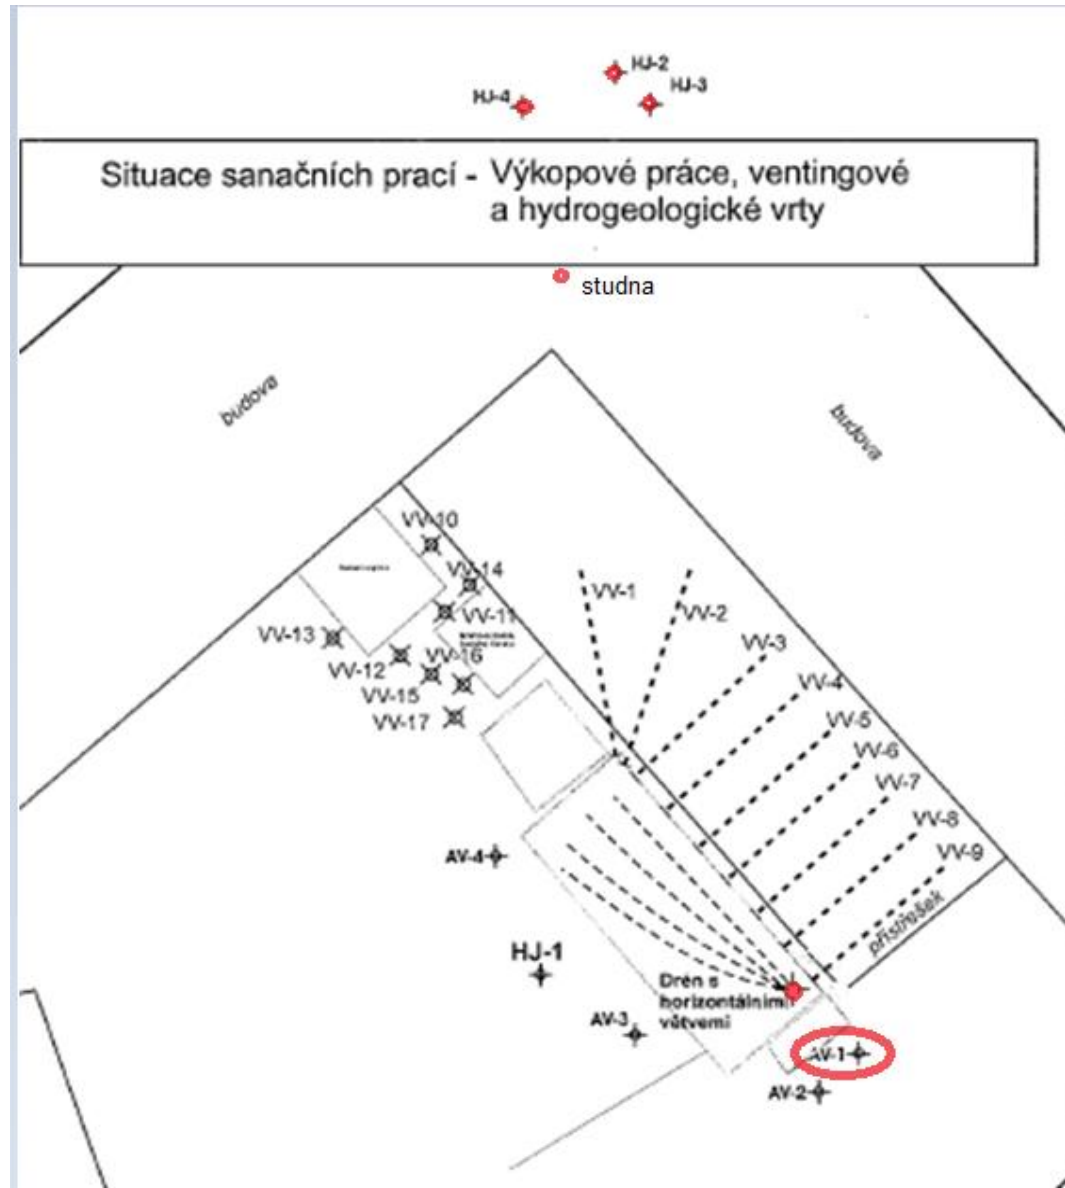 HJ-2
HJ-3
HJ-4
Situace sanačních prací - Výkopové práce, ventingové
a hydrogeologické vrty
studna
budova
budova
VV-10
VV-14
VV-1
VV-11
VV-2
VV-13
VV-3
VV-12
VV-16
VV-4
VV-15
VV-17
VV-5
VV-6
VV-7
VV-8
AV-4
VV-9
přístřešek
HJ-1
Drén s
horizontálními
větvemi
AV-3
AV-1
AV-2